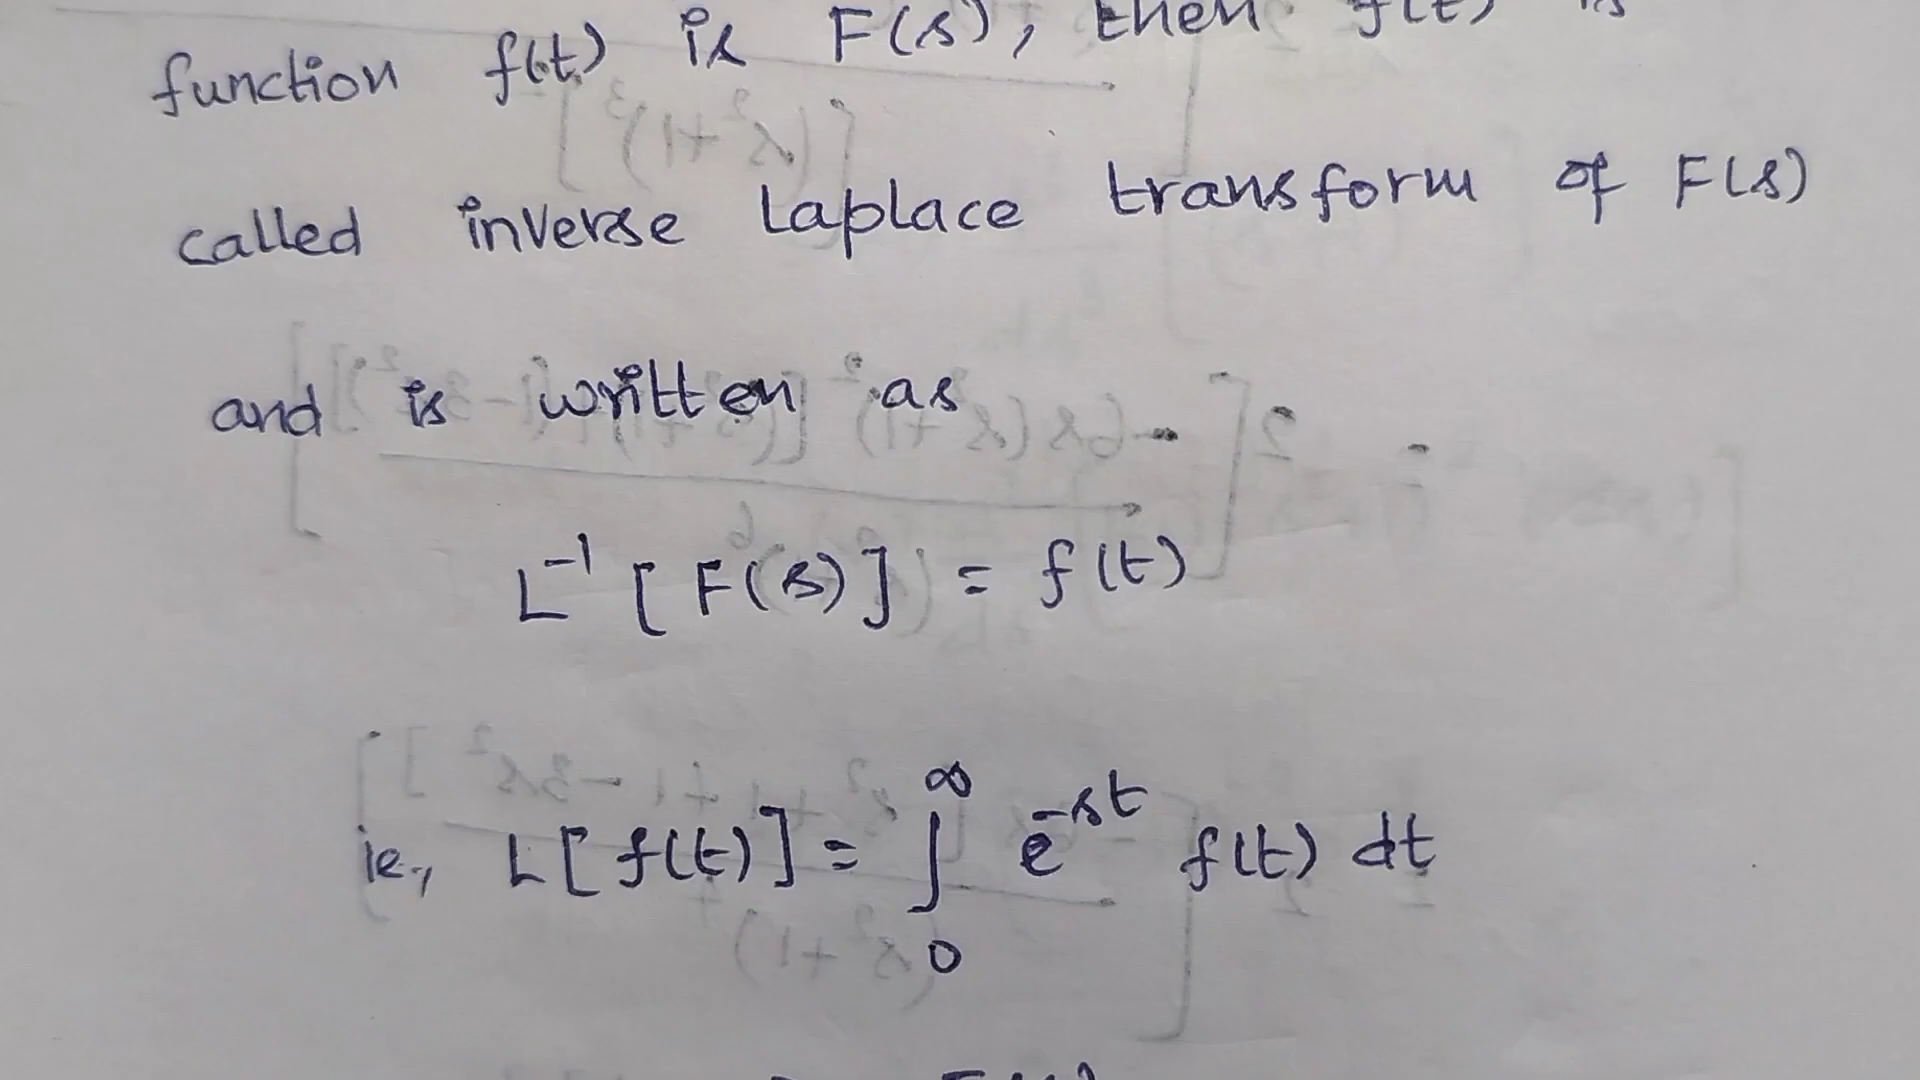 function f(t) is F(s), then f(t) is
called inverse Laplace transform of F(s)
and is written as
L⁻¹ [F(s)] = f(t)
ie., L[f(t)] = ∫₀^∞ e^-st f(t) dt